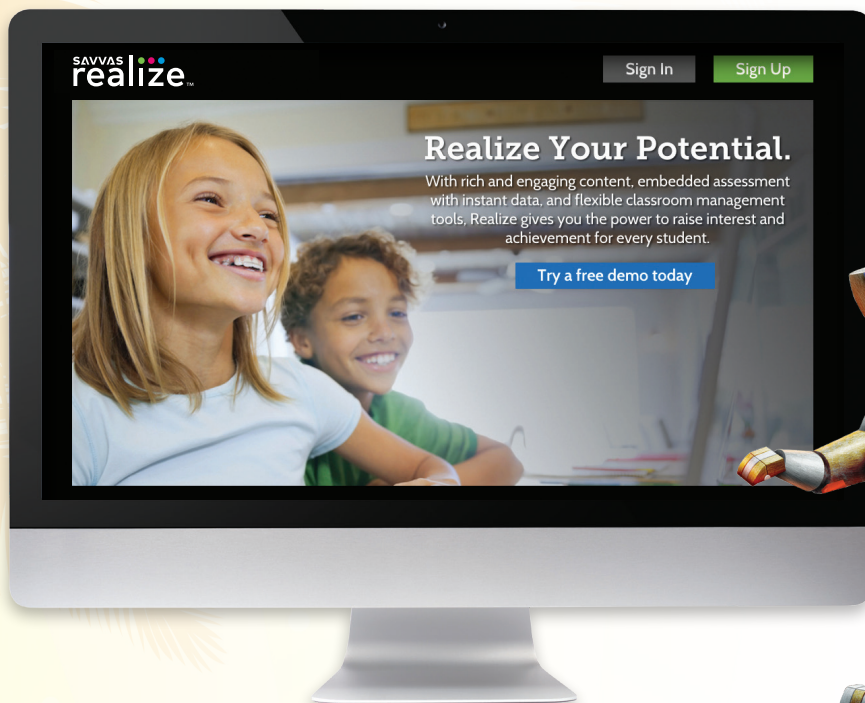 SAVVAS
realize™
Sign In
Sign Up
Realize Your Potential.
With rich and engaging content, embedded assessment
with instant data, and flexible classroom management
tools, Realize gives you the power to raise interest and
achievement for every student.
Try a free demo today